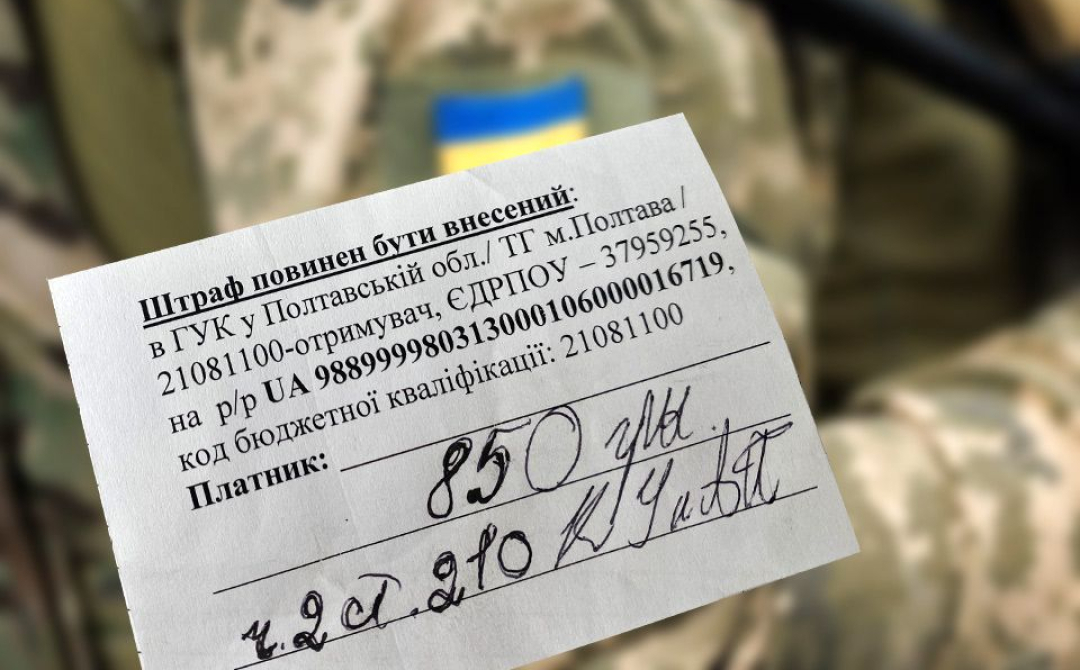 Штраф повинен бути внесений:
в ГУК у Полтавській обл./ ТГ м.Полтава /
21081100-отримувач, ЄДРПОУ – 37959255,
на р/р UA 988999980313000106000016719,
код бюджетної кваліфікації: 21081100
Платник:
850 грн.
ч. 2 ст. 210 КУпАП